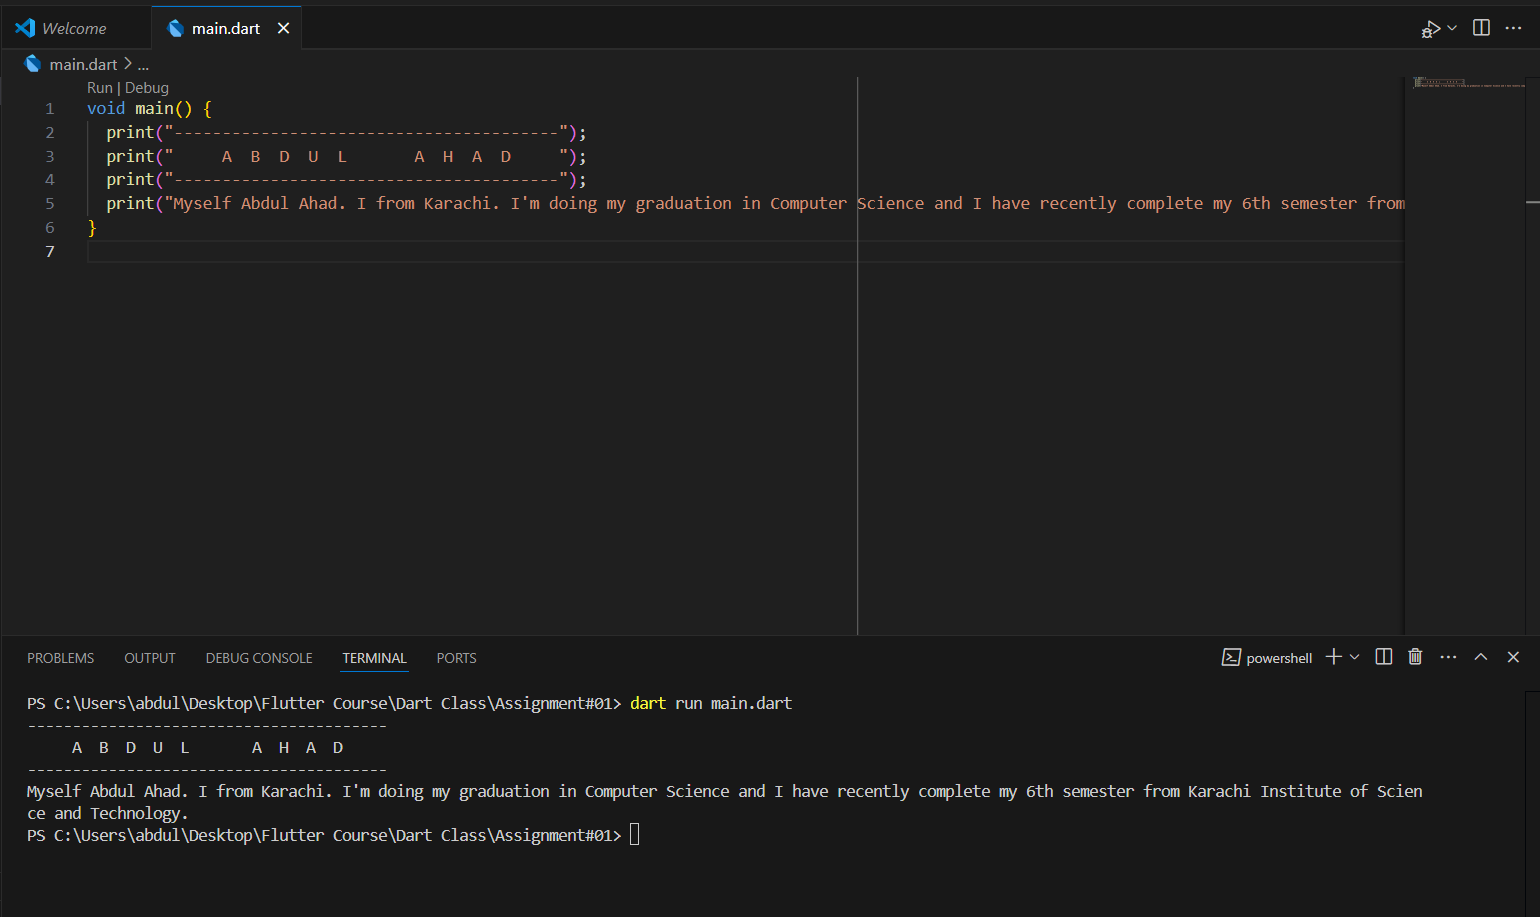 Welcome
main.dart
main.dart > ...
Run | Debug
1 void main() {
2   print("----------------------------------------");
3   print("     A  B  D  U  L       A  H  A  D     ");
4   print("----------------------------------------");
5   print("Myself Abdul Ahad. I from Karachi. I'm doing my graduation in Computer Science and I have recently complete my 6th semester from
6 }
7
PROBLEMS OUTPUT DEBUG CONSOLE TERMINAL PORTS powershell
PS C:\Users\abdul\Desktop\Flutter Course\Dart Class\Assignment#01> dart run main.dart
----------------------------------------
     A  B  D  U  L       A  H  A  D
----------------------------------------
Myself Abdul Ahad. I from Karachi. I'm doing my graduation in Computer Science and I have recently complete my 6th semester from Karachi Institute of Scien
ce and Technology.
PS C:\Users\abdul\Desktop\Flutter Course\Dart Class\Assignment#01>